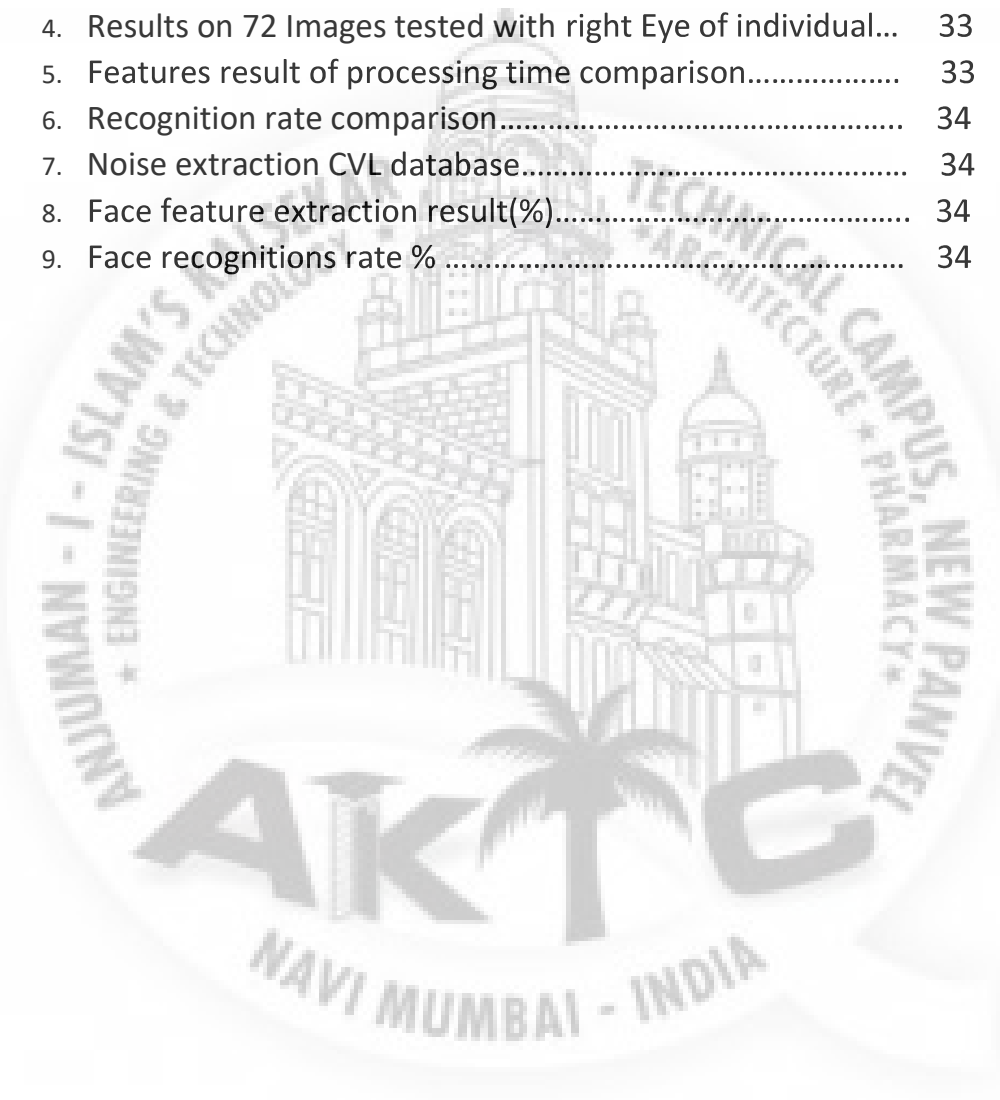 4. Results on 72 Images tested with right Eye of individual... 33
5. Features result of processing time comparison.................. 33
6. Recognition rate comparison............................................. 34
7. Noise extraction CVL database.......................................... 34
8. Face feature extraction result(%)....................................... 34
9. Face recognitions rate % .................................................. 34
ANJUMAN - I - ISLAM'S KALSEKAR TECHNICAL CAMPUS, NEW PANVEL
* ENGINEERING & TECHNOLOGY * ARCHITECTURE * PHARMACY *
AIKTC
NAVI MUMBAI - INDIA